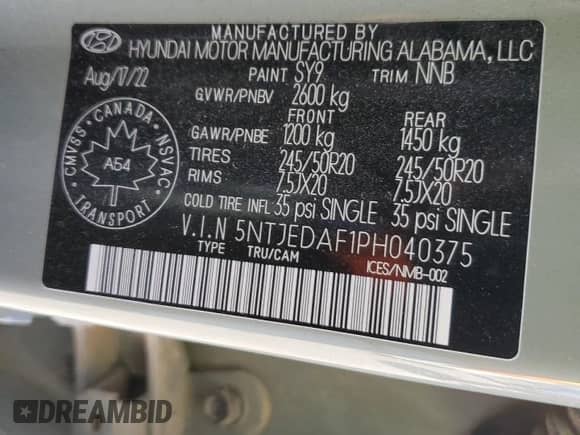 MANUFACTURED BY
HYUNDAI MOTOR MANUFACTURING ALABAMA, LLC
Aug/17/22
PAINT SY9 TRIM NNB
GVWR/PNBV 2600 kg
FRONT REAR
GAWR/PNBE 1200 kg 1450 kg
TIRES 245/50R20 245/50R20
RIMS 7.5JX20 7.5JX20
COLD TIRE INFL 35 psi SINGLE 35 psi SINGLE
V.I.N 5NTJEDAF1PH040375
TYPE TRU/CAM ICES/NMB-002
CMVSS • CANADA • NSVAC
A54
TRANSPORT
DREAMBID